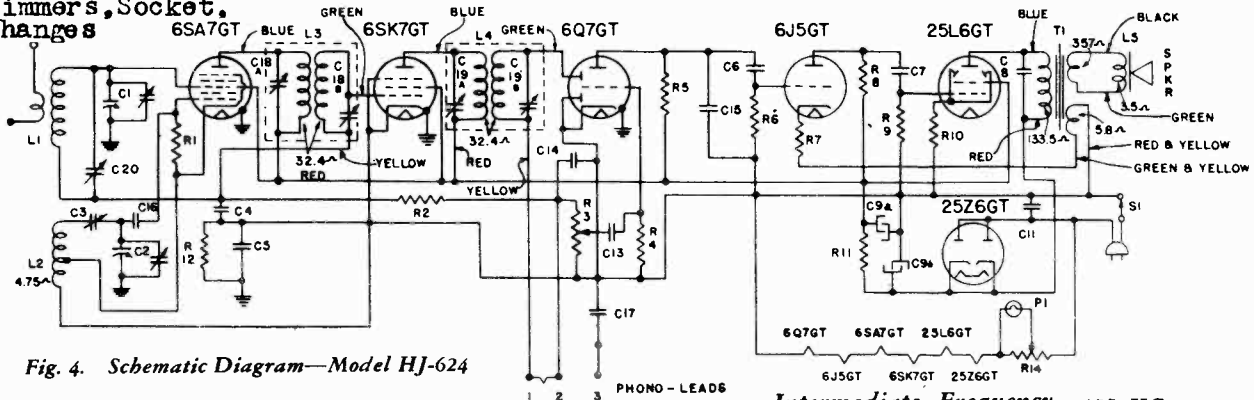 immers,Socket.
hanges
6SA7GT
BLUE
L3
GREEN
6SK7GT
BLUE
L4
GREEN
6Q7GT
6J5GT
25L6GT
BLUE
T1
BLACK
L5
SPKR
C18A
C18B
C19A
C19B
357Ω
3.5Ω
GREEN
5.8Ω
133.5Ω
RED
RED & YELLOW
GREEN & YELLOW
L1
C1
R1
C20
32.4Ω
YELLOW
RED
32.4Ω
RED
YELLOW
C14
R5
C15
C6
R6
R7
R8
C7
R9
R10
C8
C3
C16
C4
R2
R3
C13
R4
C9a
25Z6GT
C11
S1
L2
4.75Ω
C2
R12
C5
R11
C9b
C17
P1
6Q7GT
6SA7GT
25L6GT
6J5GT
6SK7GT
25Z6GT
R14
Fig. 4. Schematic Diagram—Model HJ-624
1 2 3
PHONO-LEADS
Intermediate Frequency